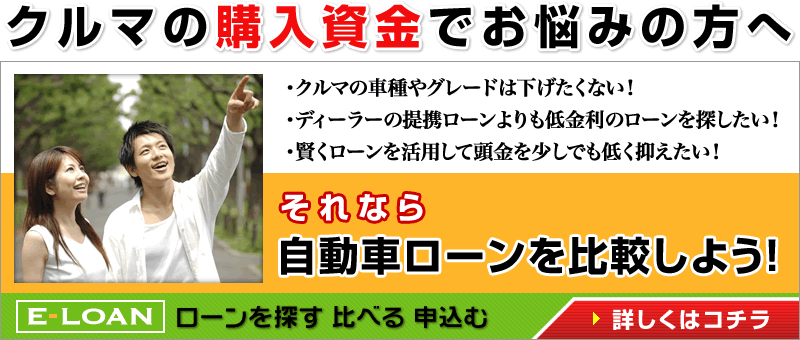 クルマの購入資金でお悩みの方へ
・クルマの車種やグレードは下げたくない！
・ディーラーの提携ローンよりも低金利のローンを探したい！
・賢くローンを活用して頭金を少しでも低く抑えたい！
それなら
自動車ローンを比較しよう!
E-LOAN ローンを探す 比べる 申込む
詳しくはコチラ